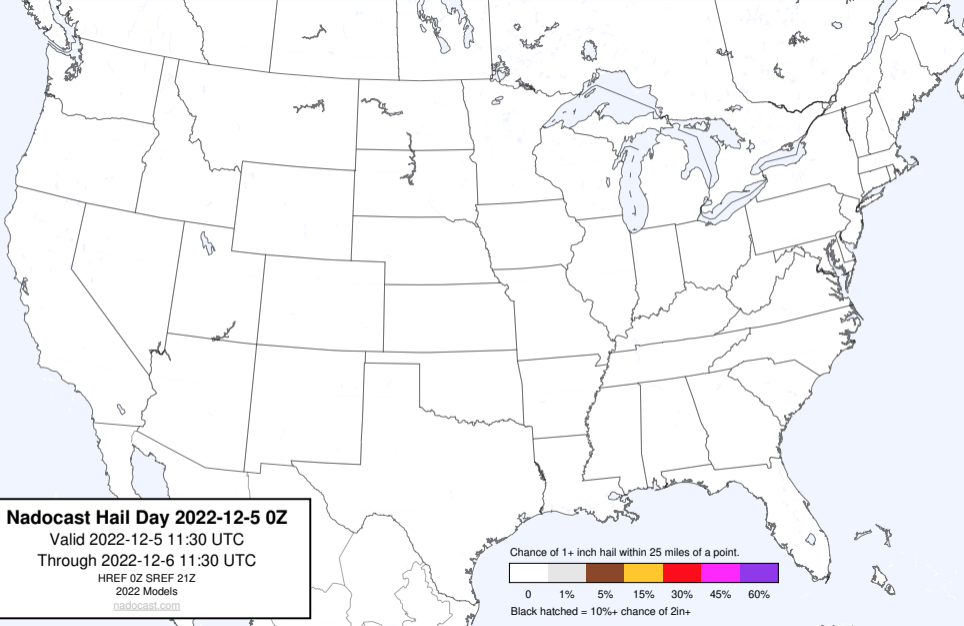 Nadocast Hail Day 2022-12-5 0Z
Valid 2022-12-5 11:30 UTC
Through 2022-12-6 11:30 UTC
HREF 0Z SREF 21Z
2022 Models
nadocast.com
Chance of 1+ inch hail within 25 miles of a point.
0 1% 5% 15% 30% 45% 60%
Black hatched = 10%+ chance of 2in+